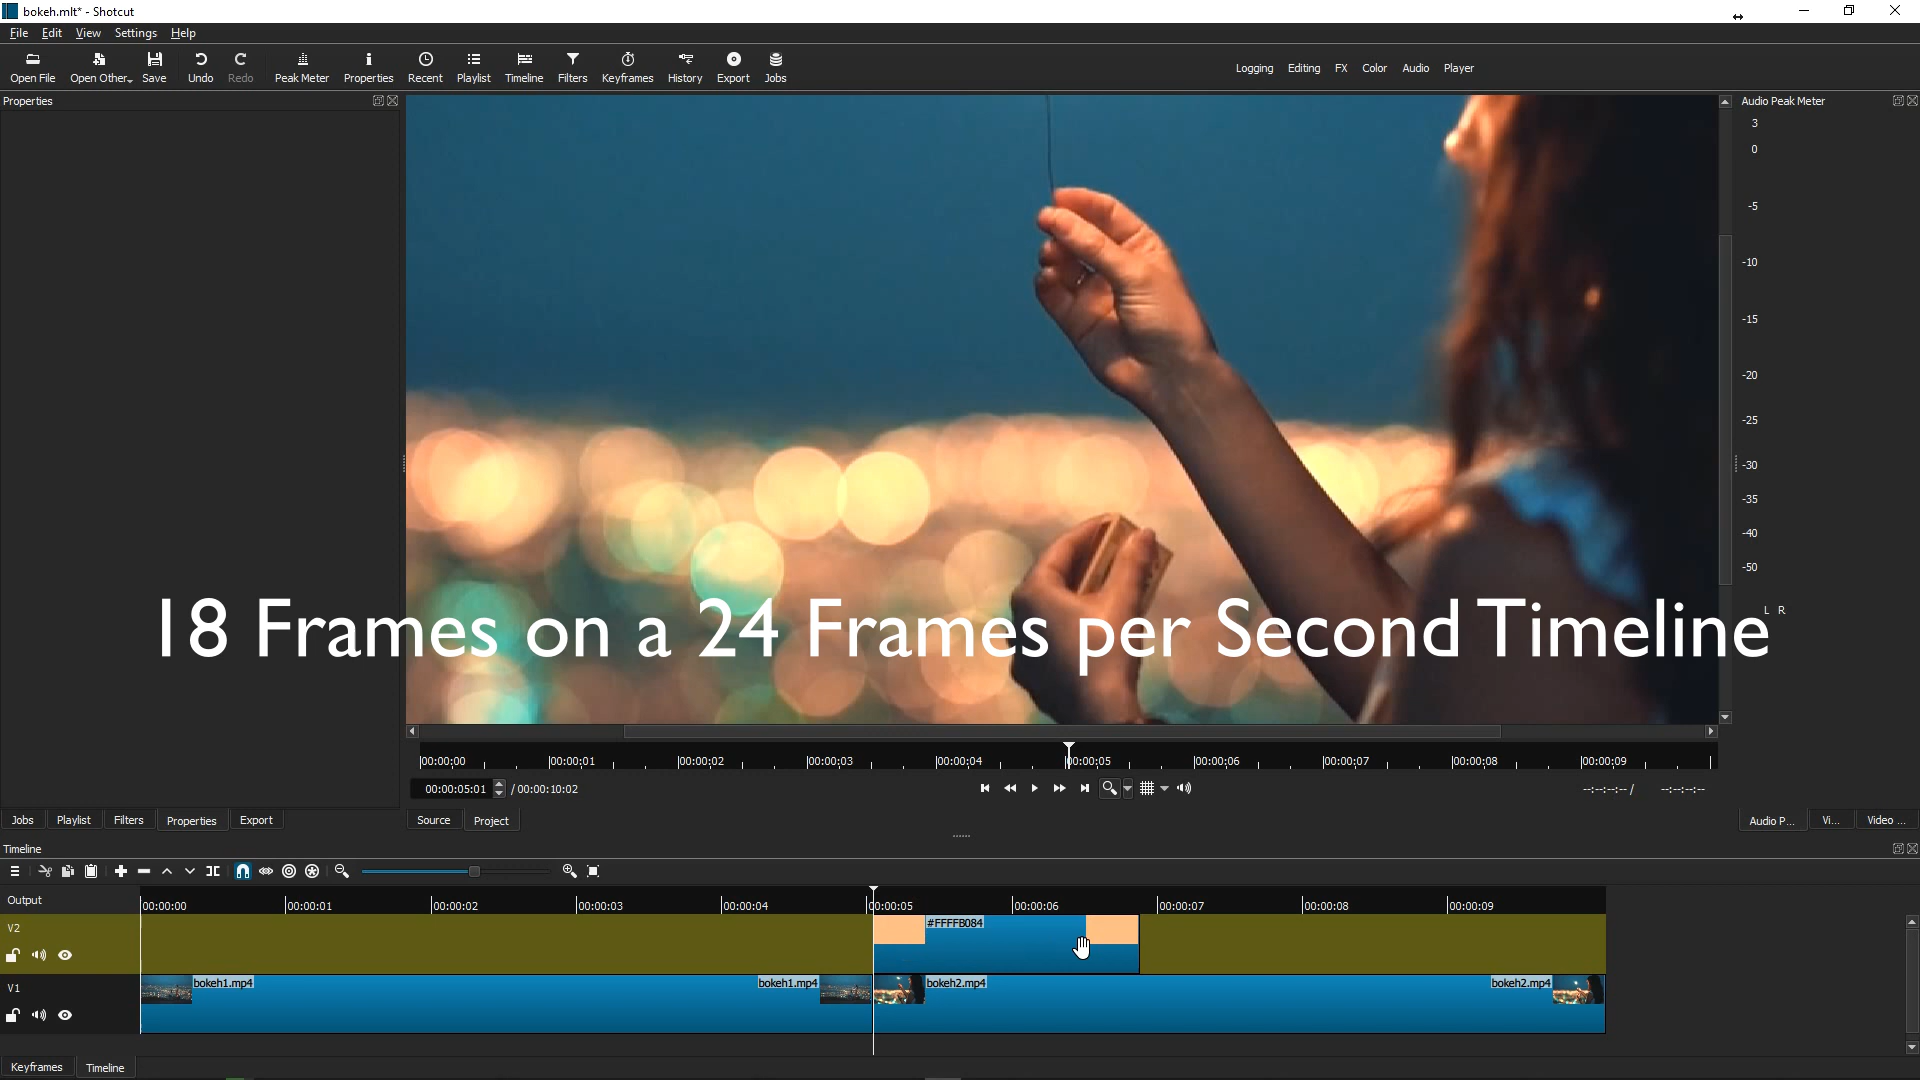 bokeh.mlt* - Shotcut
File Edit View Settings Help
Open File Open Other Save Undo Redo Peak Meter Properties Recent Playlist Timeline Filters Keyframes History Export Jobs Logging Editing FX Color Audio Player
Properties
Audio Peak Meter
3
0
-5
-10
-15
-20
-25
-30
-35
-40
-50
L R
18 Frames on a 24 Frames per Second Timeline
00:00:00 00:00:01 00:00:02 00:00:03 00:00:04 00:00:05 00:00:06 00:00:07 00:00:08 00:00:09
00:00:05:01 / 00:00:10:02 --:--:--:-- / --:--:--:--
Jobs Playlist Filters Properties Export Source Project Audio P... Vi... Video ...
Timeline
Output 00:00:00 00:00:01 00:00:02 00:00:03 00:00:04 00:00:05 00:00:06 00:00:07 00:00:08 00:00:09
V2 #FFFFB084
V1 bokeh1.mp4 bokeh1.mp4 bokeh2.mp4 bokeh2.mp4
Keyframes Timeline